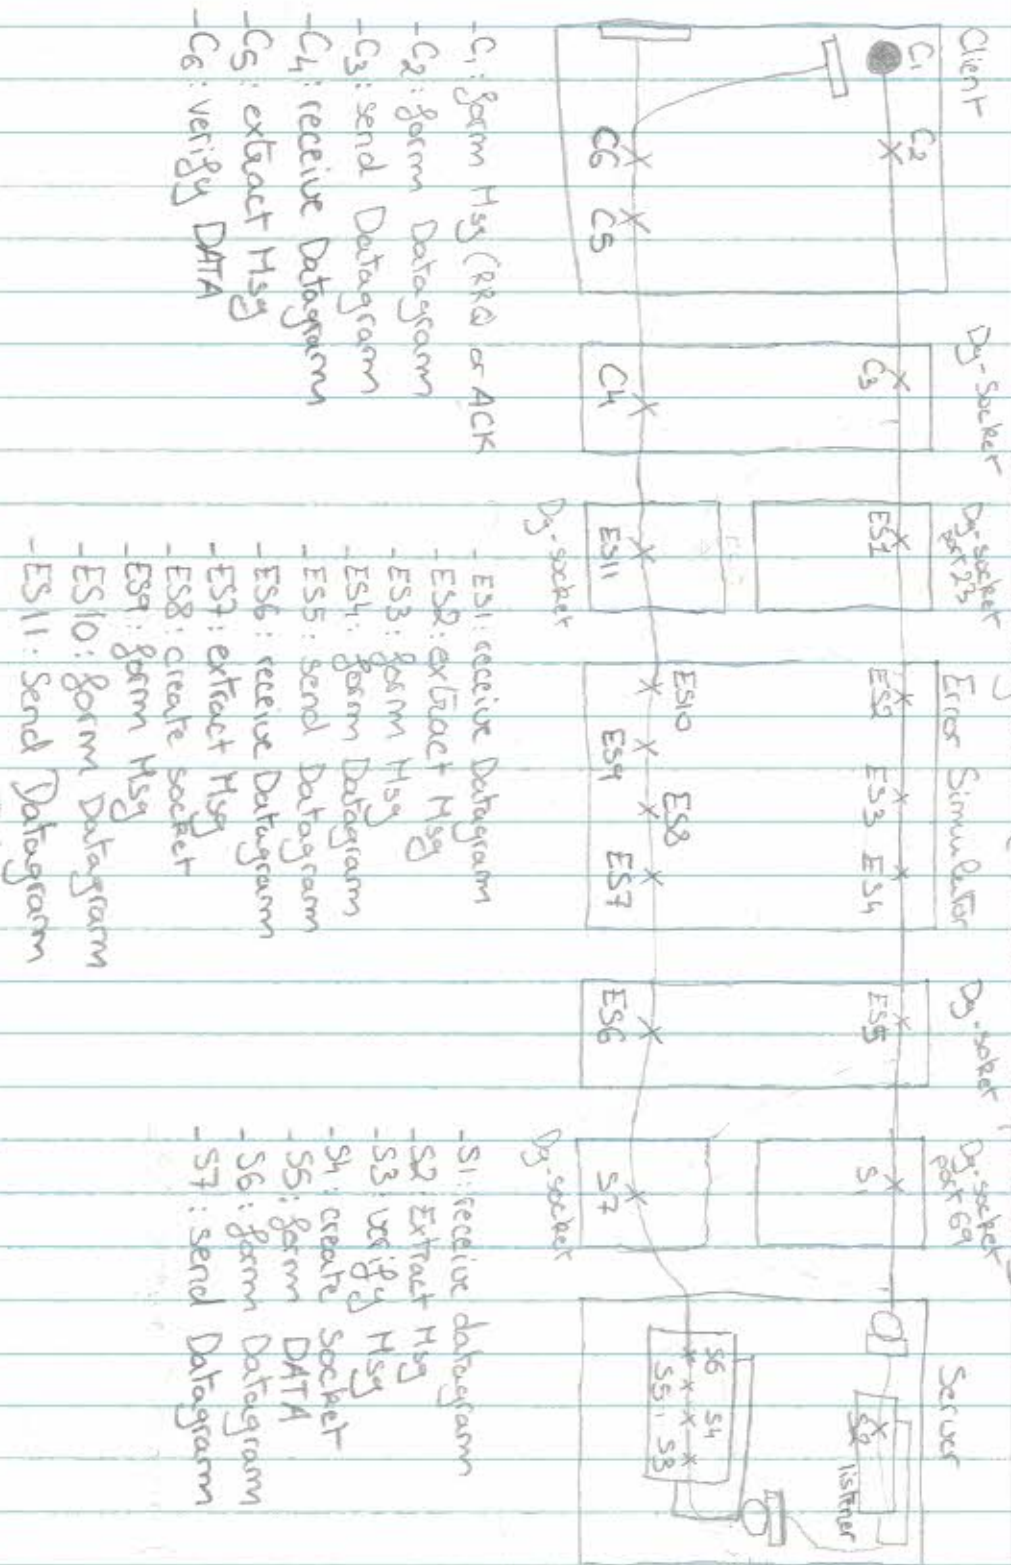 Client
Dg-Socket
Dg-socket
port 23
Error Simulator
Dg-soket
Dg-socket
port 69
Server
C1
C2
C3
ES1
ES2
ES3
ES4
ES5
S1
S2
listener
C6
C5
C4
ES11
ES10
ES9
ES8
ES7
ES6
S7
S6
S5
S4
S3
Dg-socket
Dg-socket
-C1: form Msg (RRQ or ACK
-C2: form Datagram
-C3: send Datagram
-C4: receive Datagram
-C5: extract Msg
-C6: verify DATA
-ES1: receive Datagram
-ES2: extract Msg
-ES3: form Msg
-ES4: form Datagram
-ES5: send Datagram
-ES6: receive Datagram
-ES7: extract Msg
-ES8: create socket
-ES9: form Msg
-ES10: form Datagram
-ES11: Send Datagram
-S1: receive datagram
-S2: Extract Msg
-S3: verify Msg
-S4: create Socket
-S5: form DATA
-S6: form Datagram
-S7: send Datagram